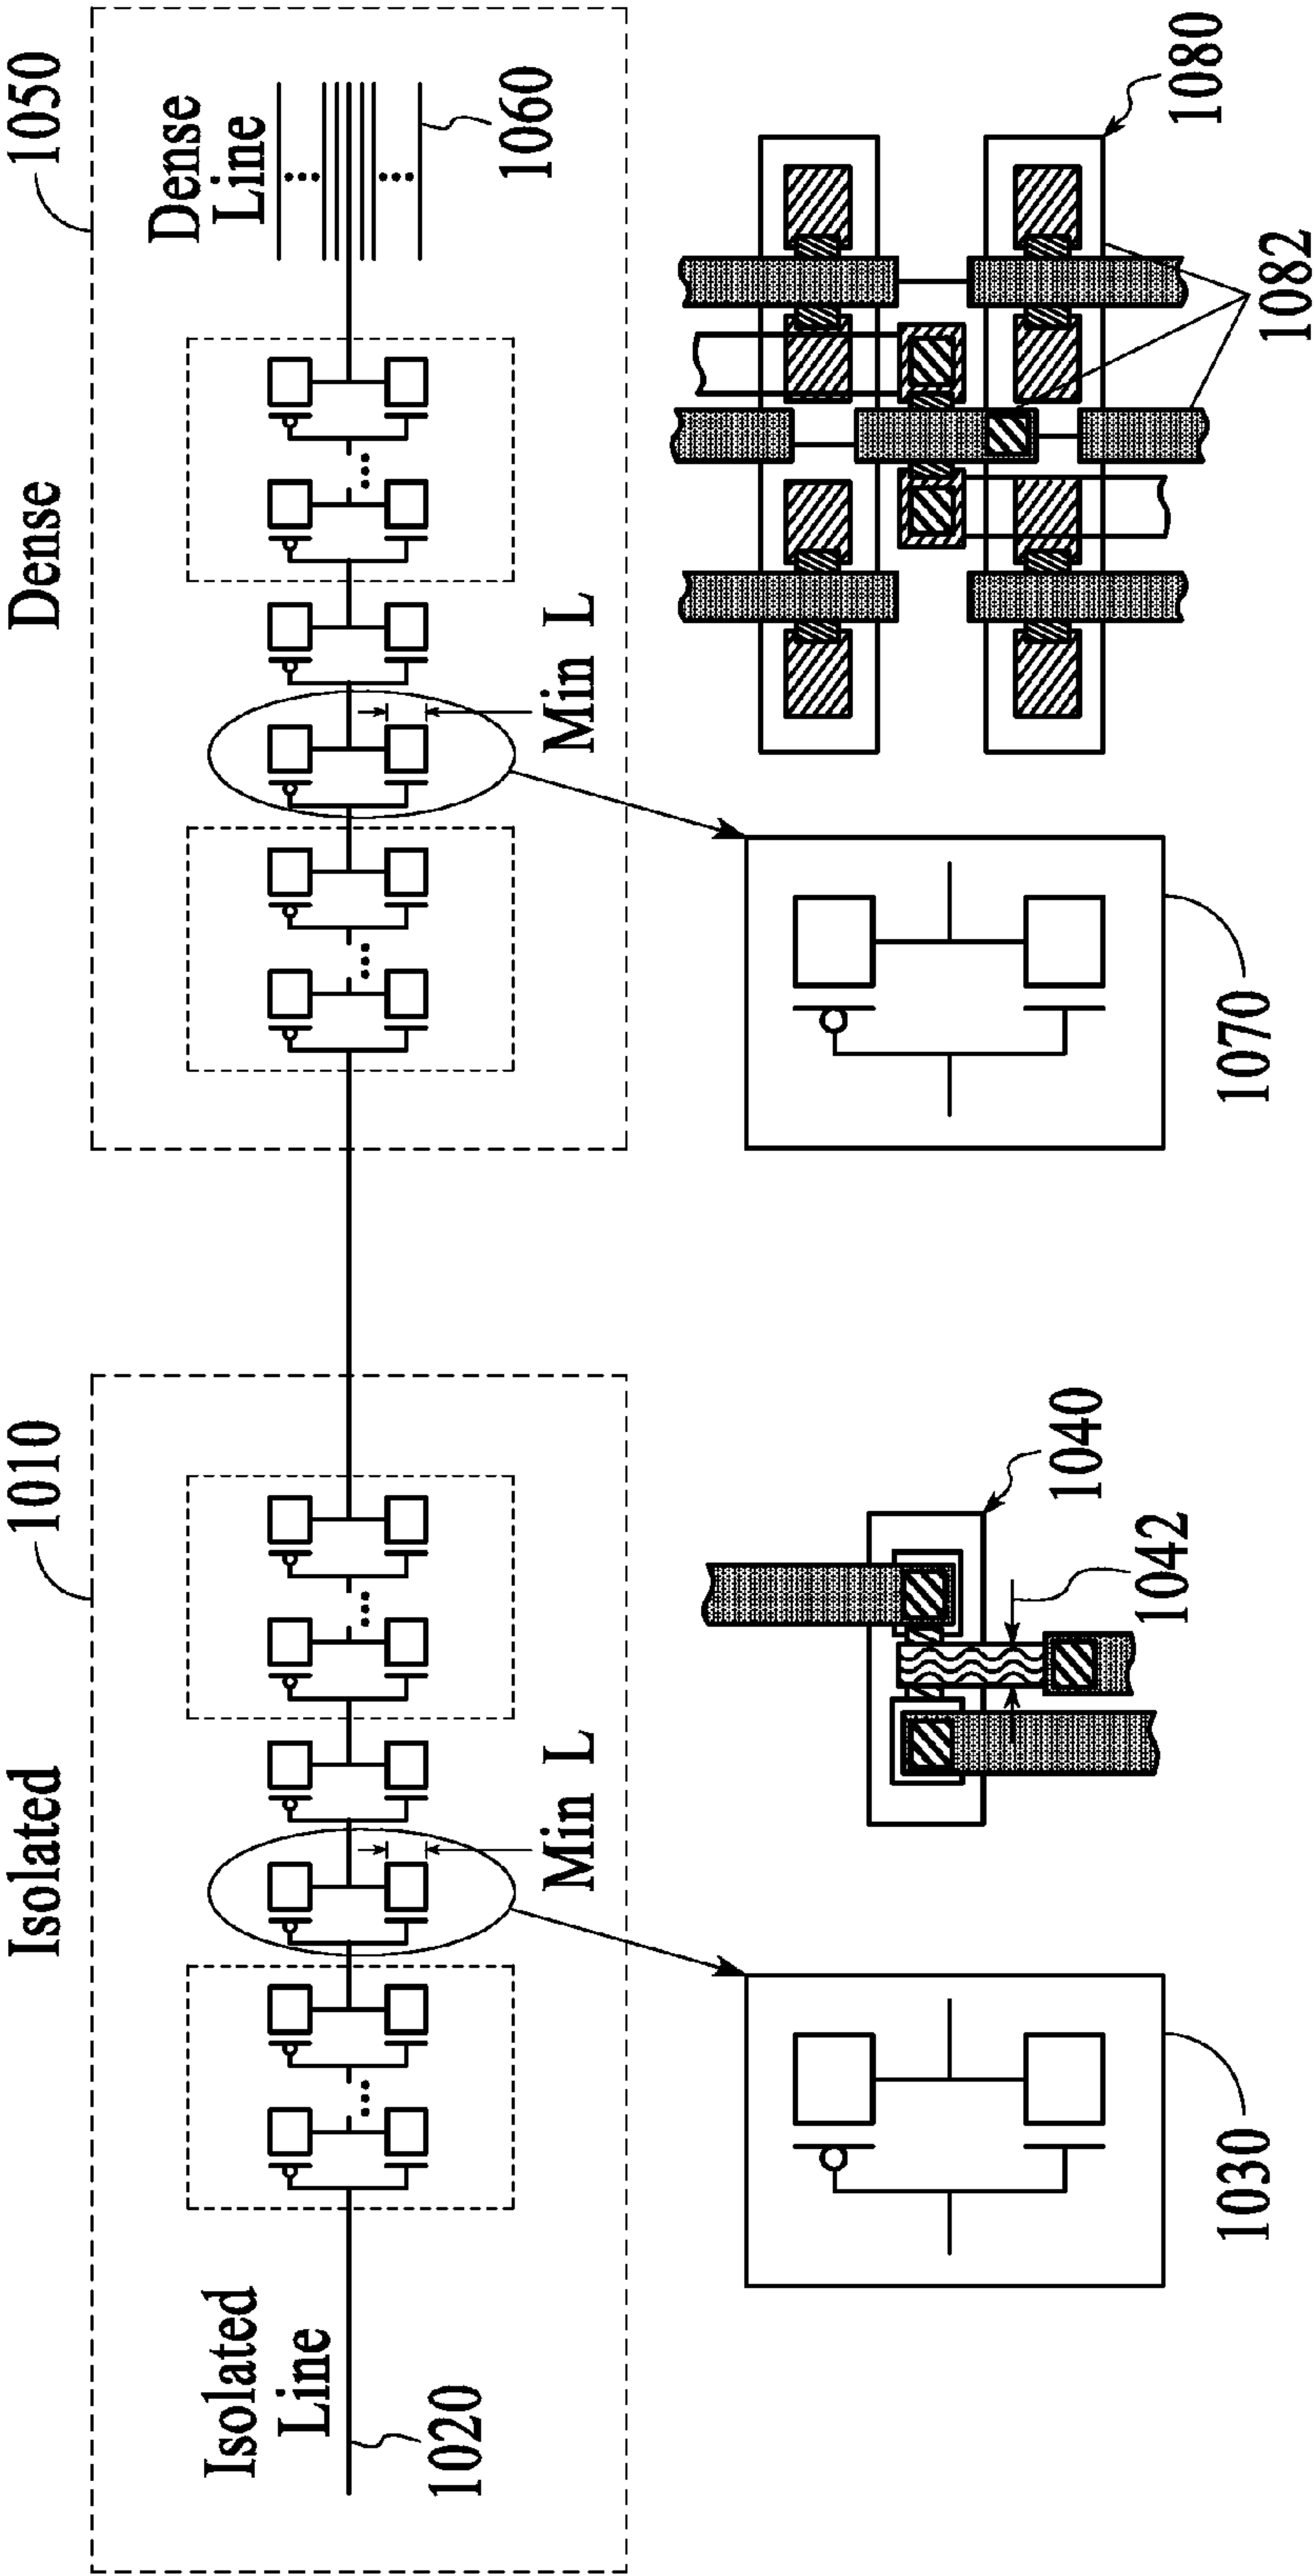 Isolated
1010
Isolated
Line
1020
Min L
1030
1040
1042
Dense
1050
Dense
Line
1060
Min L
1070
1080
1082